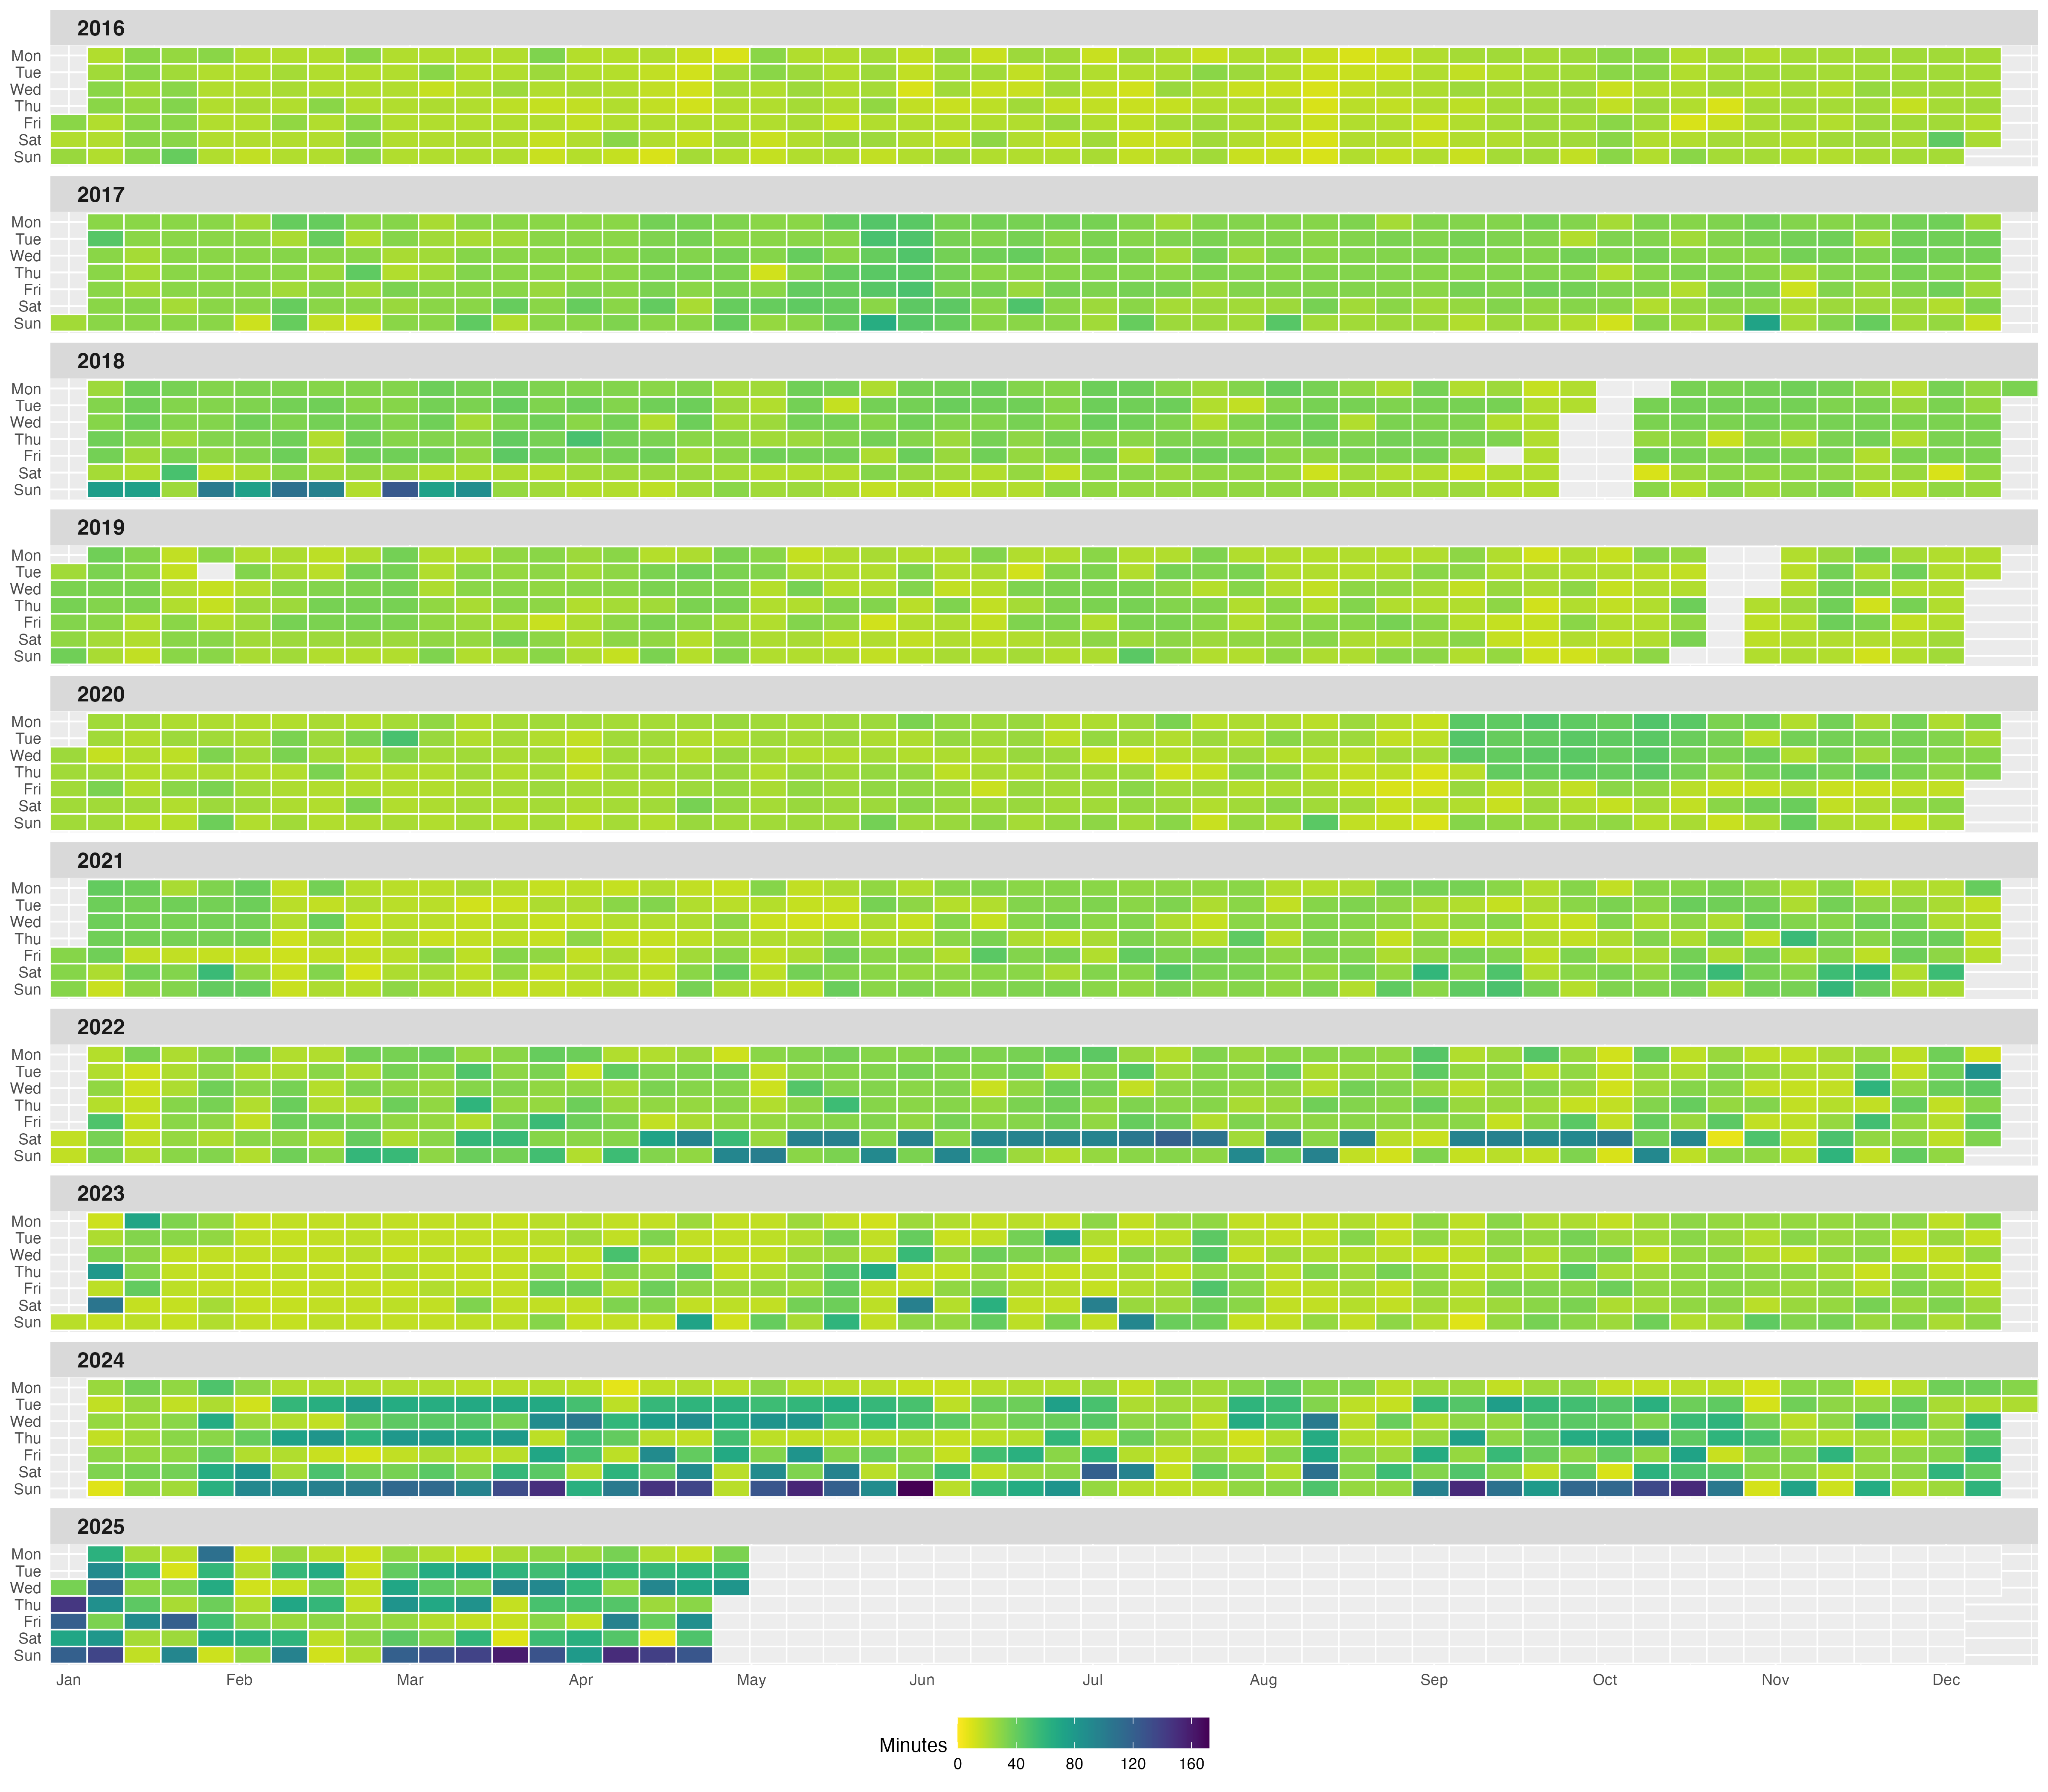 2016
Mon
Tue
Wed
Thu
Fri
Sat
Sun
2017
Mon
Tue
Wed
Thu
Fri
Sat
Sun
2018
Mon
Tue
Wed
Thu
Fri
Sat
Sun
2019
Mon
Tue
Wed
Thu
Fri
Sat
Sun
2020
Mon
Tue
Wed
Thu
Fri
Sat
Sun
2021
Mon
Tue
Wed
Thu
Fri
Sat
Sun
2022
Mon
Tue
Wed
Thu
Fri
Sat
Sun
2023
Mon
Tue
Wed
Thu
Fri
Sat
Sun
2024
Mon
Tue
Wed
Thu
Fri
Sat
Sun
2025
Mon
Tue
Wed
Thu
Fri
Sat
Sun
Jan Feb Mar Apr May Jun Jul Aug Sep Oct Nov Dec
Minutes
0 40 80 120 160